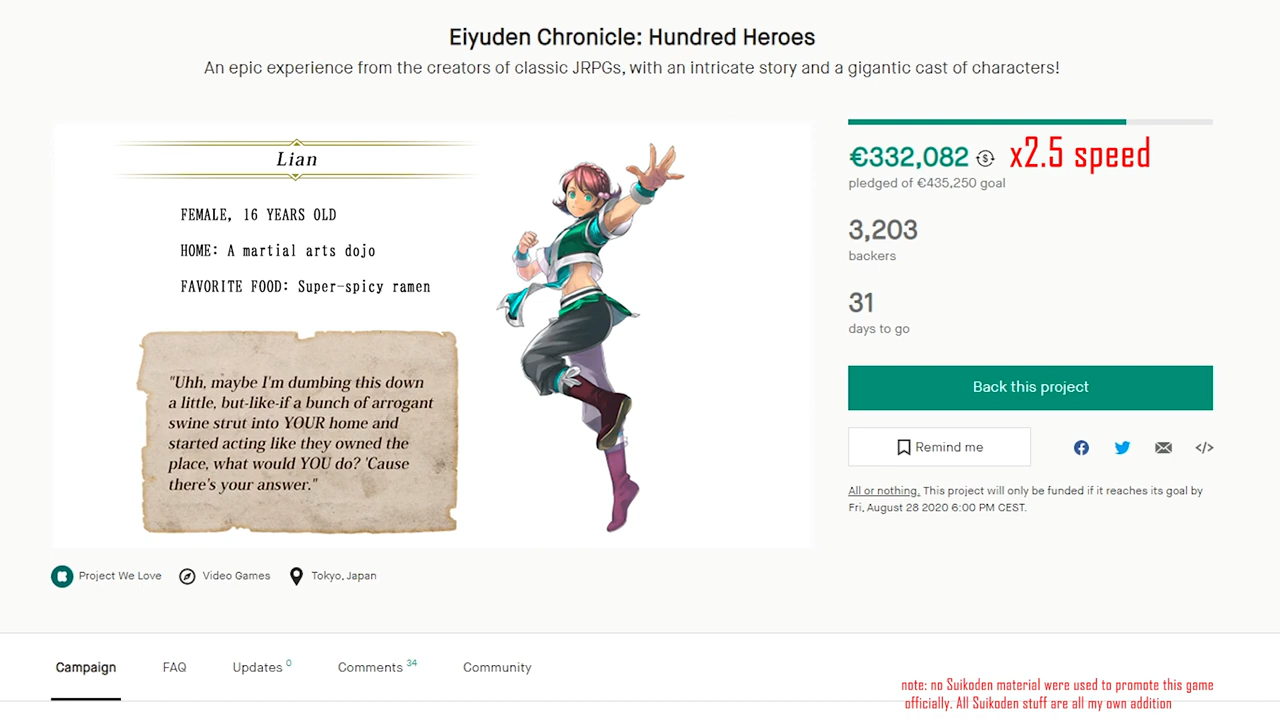 Eiyuden Chronicle: Hundred Heroes
An epic experience from the creators of classic JRPGs, with an intricate story and a gigantic cast of characters!
Lian
FEMALE, 16 YEARS OLD
HOME: A martial arts dojo
FAVORITE FOOD: Super-spicy ramen
"Uhh, maybe I'm dumbing this down
a little, but-like-if a bunch of arrogant
swine strut into YOUR home and
started acting like they owned the
place, what would YOU do? 'Cause
there's your answer."
€332,082 x2.5 speed
pledged of €435,250 goal
3,203
backers
31
days to go
Back this project
Remind me
All or nothing. This project will only be funded if it reaches its goal by
Fri, August 28 2020 6:00 PM CEST.
Project We Love Video Games Tokyo, Japan
Campaign FAQ Updates 0 Comments 34 Community
note: no Suikoden material were used to promote this game
officially. All Suikoden stuff are all my own addition